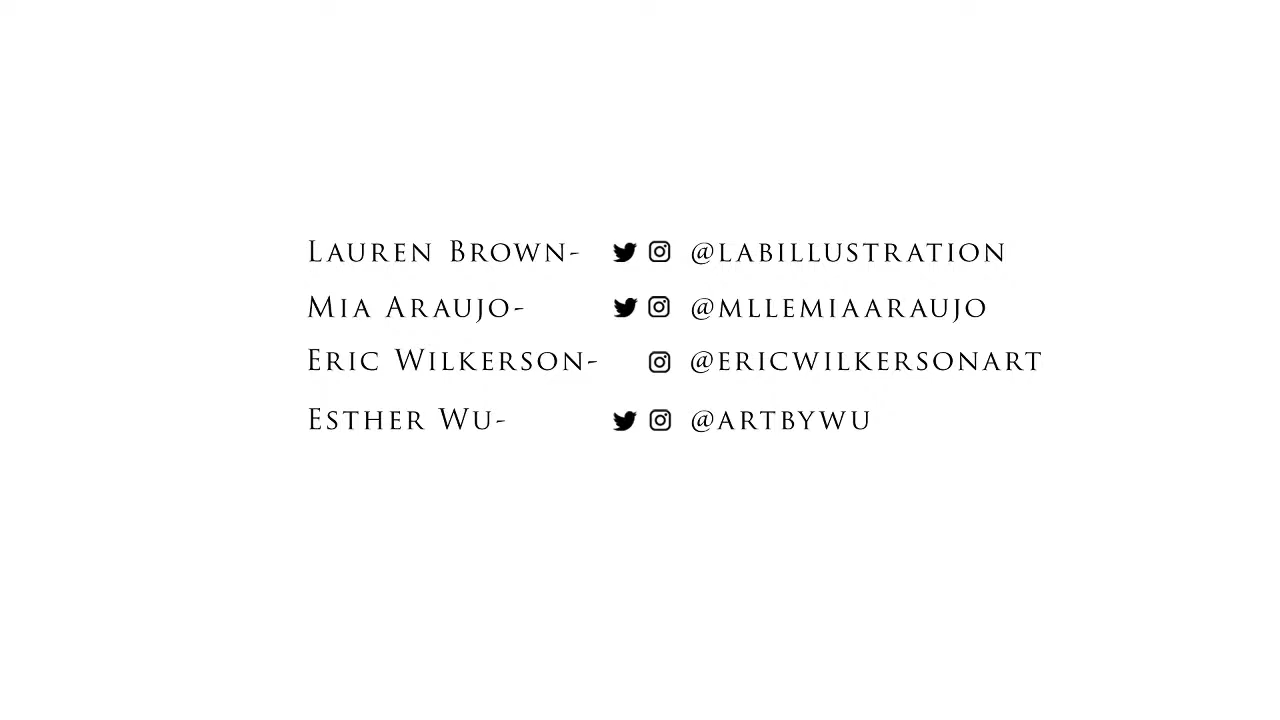 Lauren Brown- @labillustration
Mia Araujo- @mllemiaaraujo
Eric Wilkerson- @ericwilkersonart
Esther Wu- @artbywu